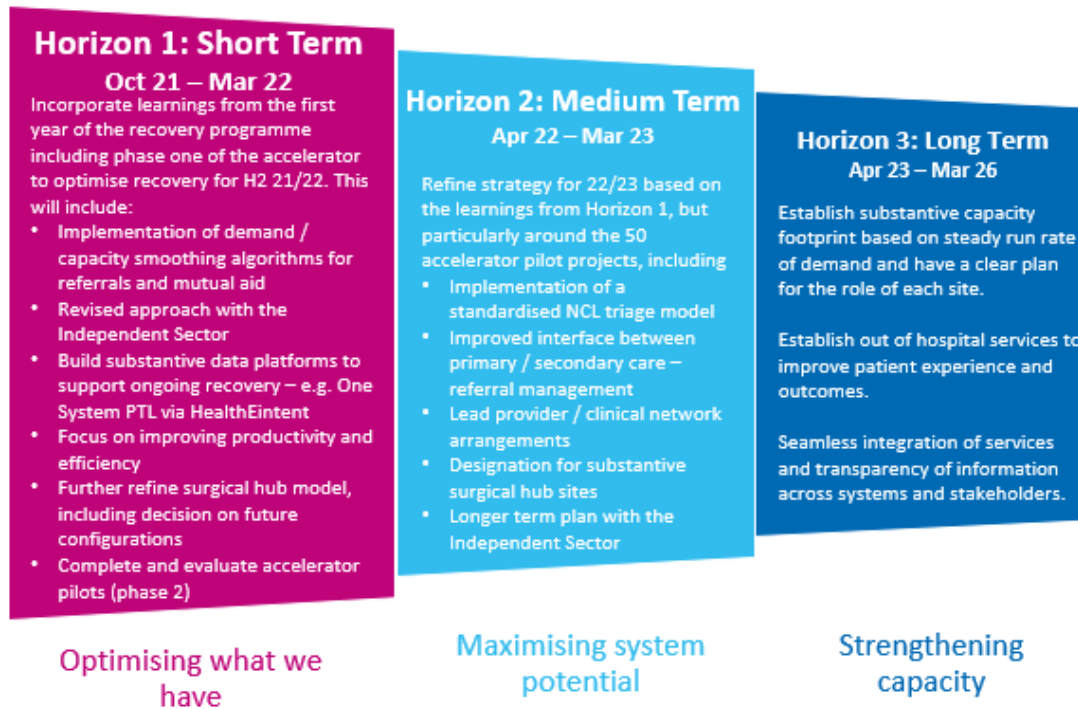 Horizon 1: Short Term
Oct 21 – Mar 22
Incorporate learnings from the first
year of the recovery programme
including phase one of the accelerator
to optimise recovery for H2 21/22. This
will include:
• Implementation of demand /
capacity smoothing algorithms for
referrals and mutual aid
• Revised approach with the
Independent Sector
• Build substantive data platforms to
support ongoing recovery – e.g. One
System PTL via HealthEintent
• Focus on improving productivity and
efficiency
• Further refine surgical hub model,
including decision on future
configurations
• Complete and evaluate accelerator
pilots (phase 2)
Optimising what we
have
Horizon 2: Medium Term
Apr 22 – Mar 23
Refine strategy for 22/23 based on
the learnings from Horizon 1, but
particularly around the 50
accelerator pilot projects, including
• Implementation of a
standardised NCL triage model
• Improved interface between
primary / secondary care –
referral management
• Lead provider / clinical network
arrangements
• Designation for substantive
surgical hub sites
• Longer term plan with the
Independent Sector
Maximising system
potential
Horizon 3: Long Term
Apr 23 – Mar 26
Establish substantive capacity
footprint based on steady run rate
of demand and have a clear plan
for the role of each site.
Establish out of hospital services to
improve patient experience and
outcomes.
Seamless integration of services
and transparency of information
across systems and stakeholders.
Strengthening
capacity